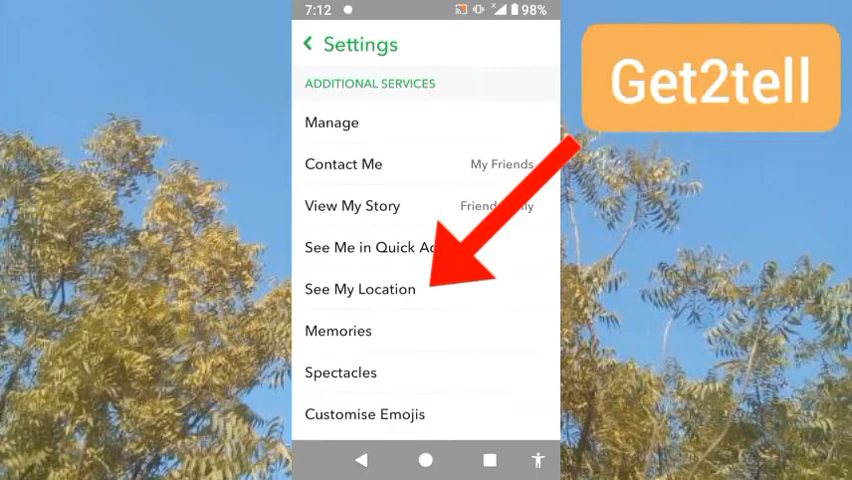 7:12
98%
Settings
Get2tell
ADDITIONAL SERVICES
Manage
Contact Me
My Friends
View My Story
See Me in Quick
See My Location
Memories
Spectacles
Customise Emojis